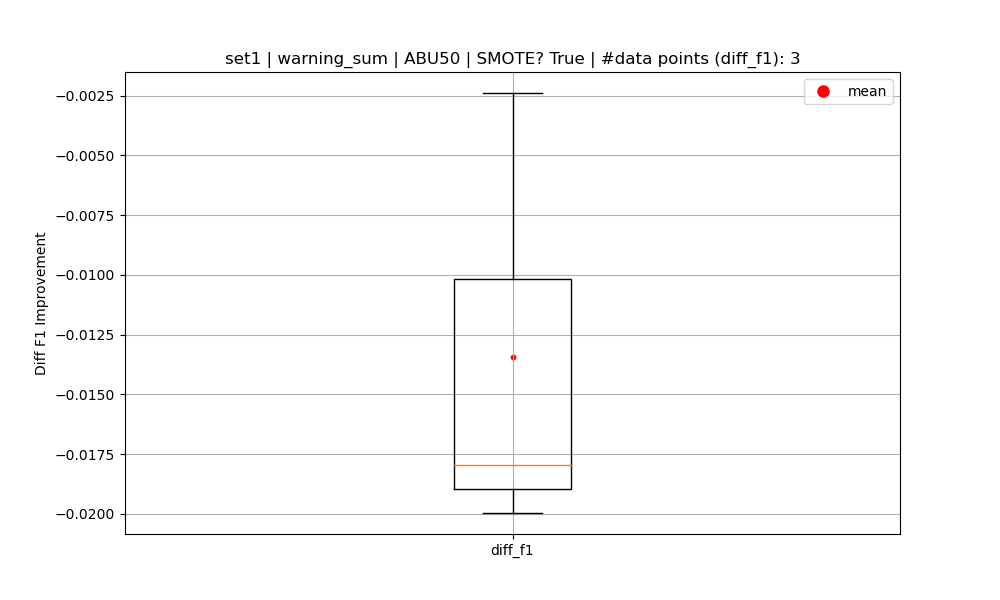 set1 | warning_sum | ABU50 | SMOTE? True | #data points (diff_f1): 3
mean
−0.0025
−0.0050
−0.0075
−0.0100
−0.0125
−0.0150
−0.0175
−0.0200
Diff F1 Improvement
diff_f1